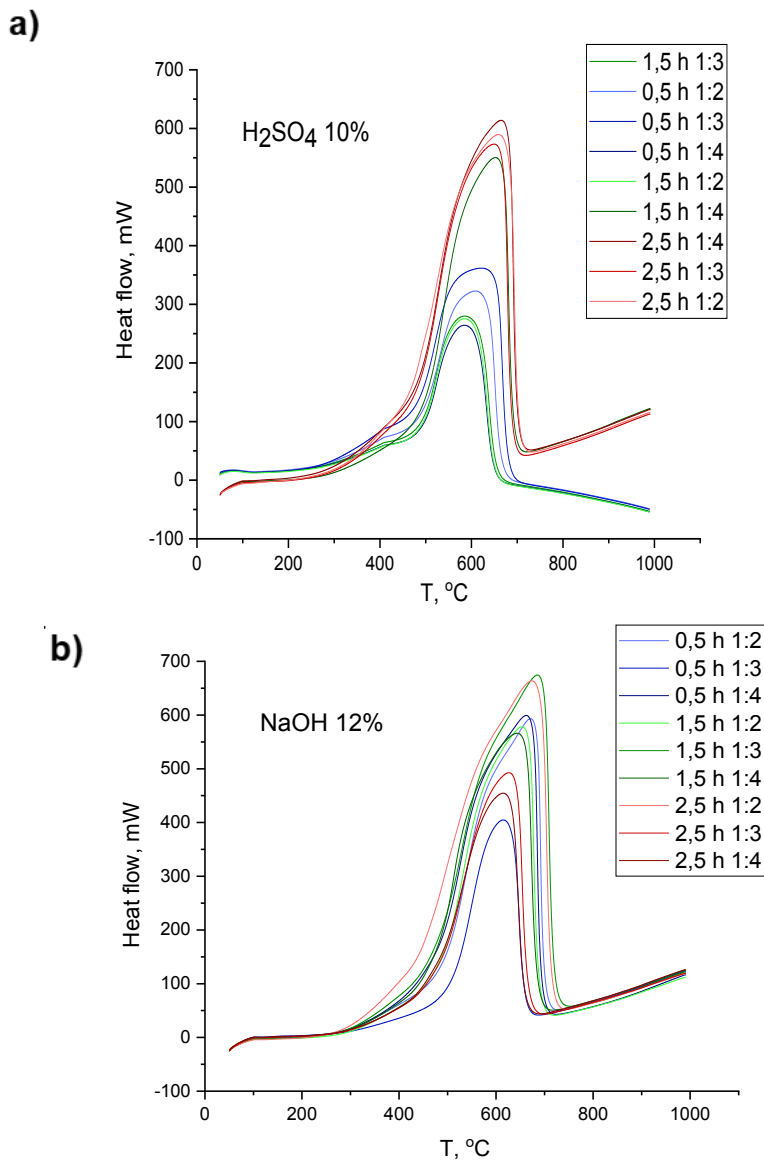 a)
700
600
500
400
300
200
100
0
-100
Heat flow, mW
H₂SO₄ 10%
1,5 h 1:3
0,5 h 1:2
0,5 h 1:3
0,5 h 1:4
1,5 h 1:2
1,5 h 1:4
2,5 h 1:4
2,5 h 1:3
2,5 h 1:2
0 200 400 600 800 1000
T, °C
b)
700
600
500
400
300
200
100
0
-100
Heat flow, mW
NaOH 12%
0,5 h 1:2
0,5 h 1:3
0,5 h 1:4
1,5 h 1:2
1,5 h 1:3
1,5 h 1:4
2,5 h 1:2
2,5 h 1:3
2,5 h 1:4
0 200 400 600 800 1000
T, °C